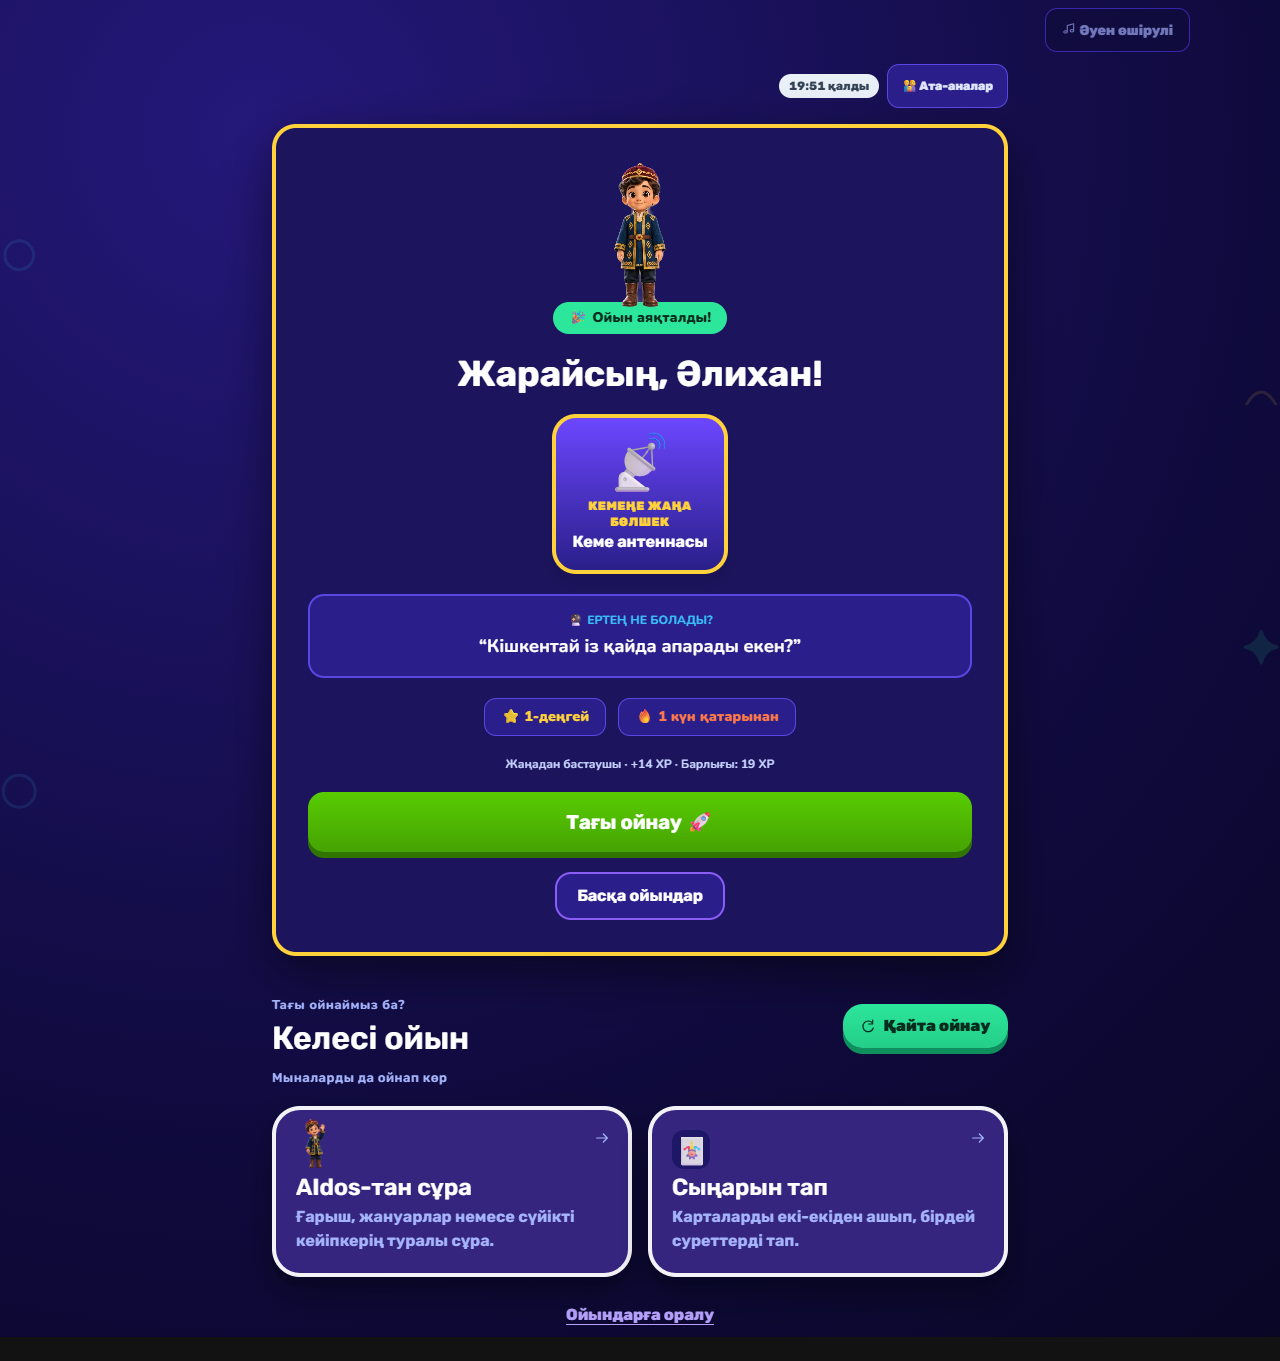 Әуен өшірулі
19:51 қалды
Ата-аналар
Ойын аяқталды!
Жарайсың, Әлихан!
КЕМЕҢЕ ЖАҢА
БӨЛШЕК
Кеме антеннасы
ЕРТЕҢ НЕ БОЛАДЫ?
“Кішкентай із қайда апарады екен?”
1-деңгей
1 күн қатарынан
Жаңадан бастаушы · +14 XP · Барлығы: 19 XP
Тағы ойнау
Басқа ойындар
Тағы ойнаймыз ба?
Келесі ойын
Қайта ойнау
Мыналарды да ойнап көр
Aldos-тан сұра
Ғарыш, жануарлар немесе сүйікті
кейіпкерің туралы сұра.
Сыңарын тап
Карталарды екі-екіден ашып, бірдей
суреттерді тап.
Ойындарға оралу